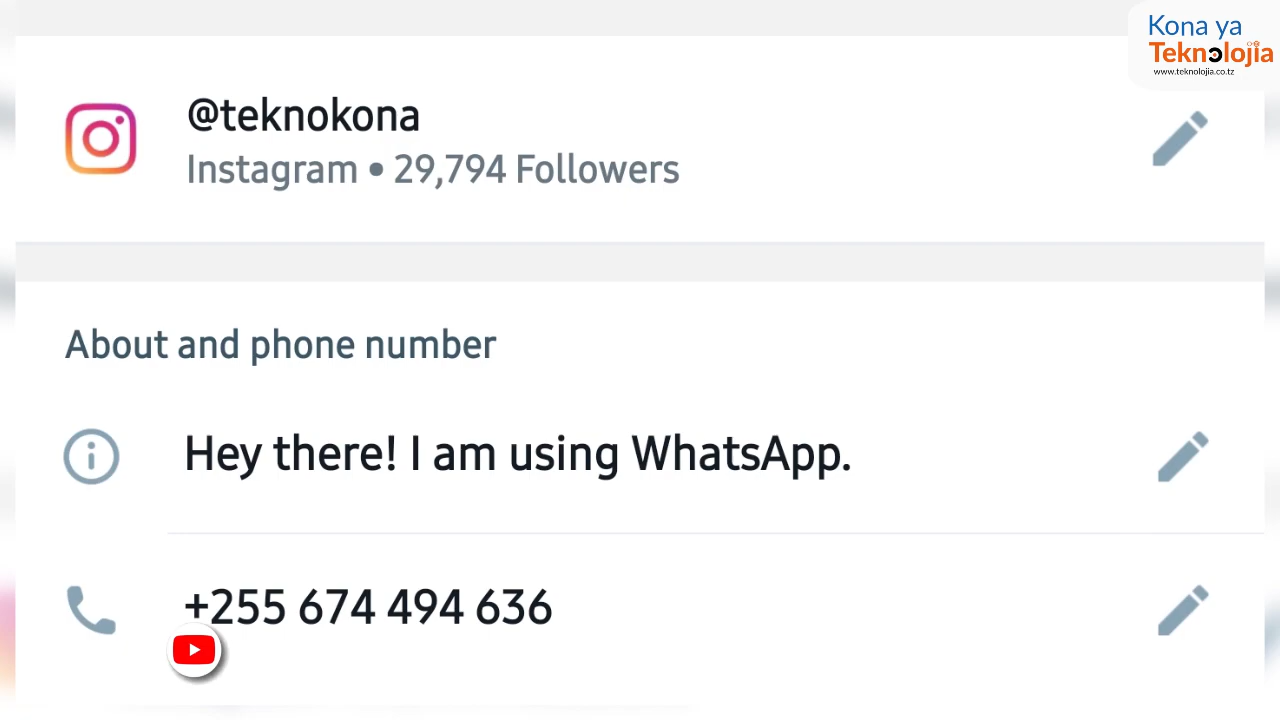 Kona ya
Teknolojia
www.teknolojia.co.tz
@teknokona
Instagram • 29,794 Followers
About and phone number
Hey there! I am using WhatsApp.
+255 674 494 636